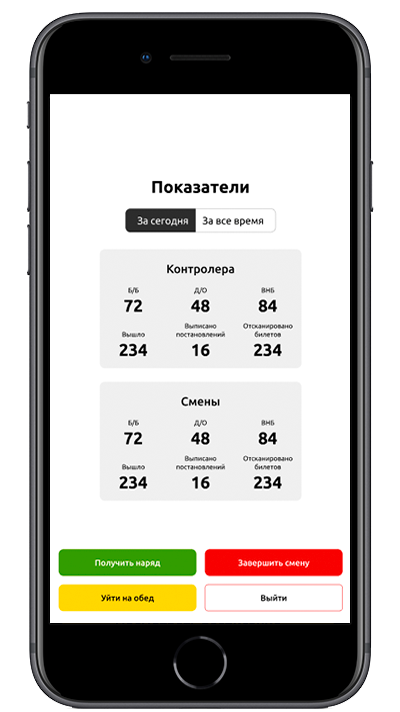 Показатели
За сегодня За все время
Контролера
Б/Б Д/О ВНБ
72 48 84
Вышло Выписано постановлений Отсканировано билетов
234 16 234
Смены
Б/Б Д/О ВНБ
72 48 84
Вышло Выписано постановлений Отсканировано билетов
234 16 234
Получить наряд Завершить смену
Уйти на обед Выйти